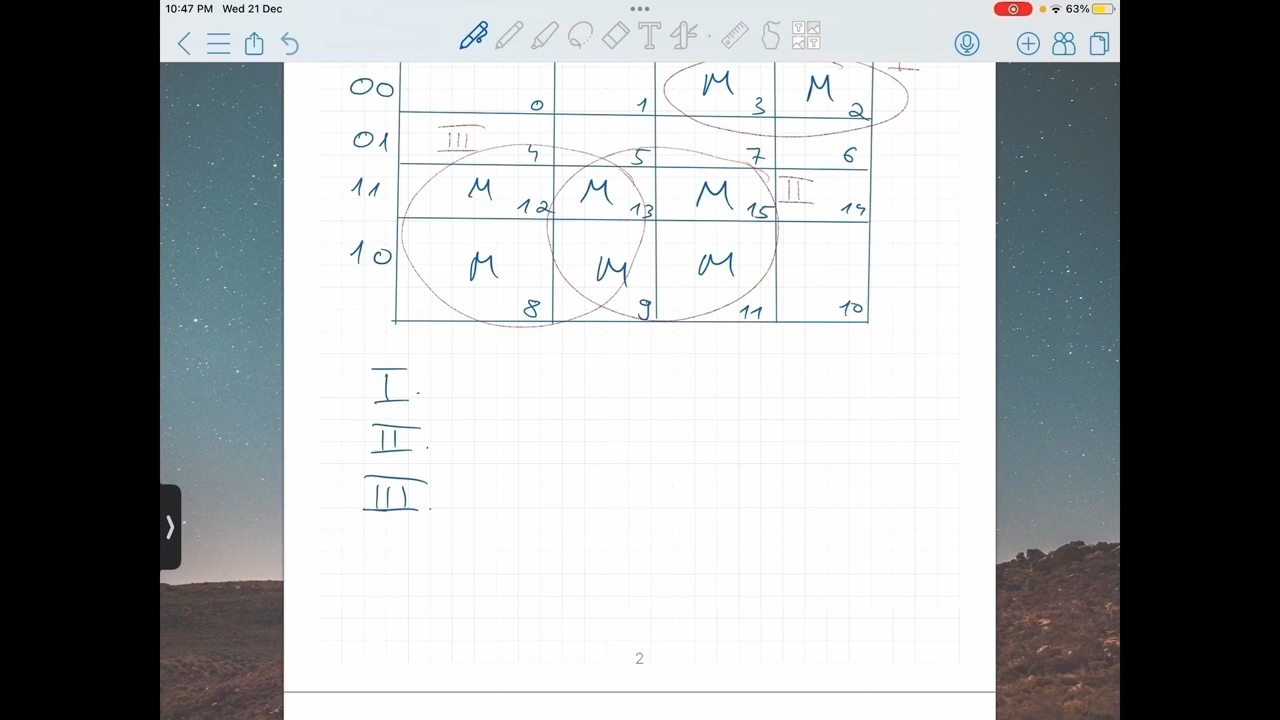 10:47 PM Wed 21 Dec
63%
I
00 M M
0 1 3 2
01 III
4 5 7 6
11 M M M II
12 13 15 14
10 M M M
8 9 11 10
I.
II.
III.
2